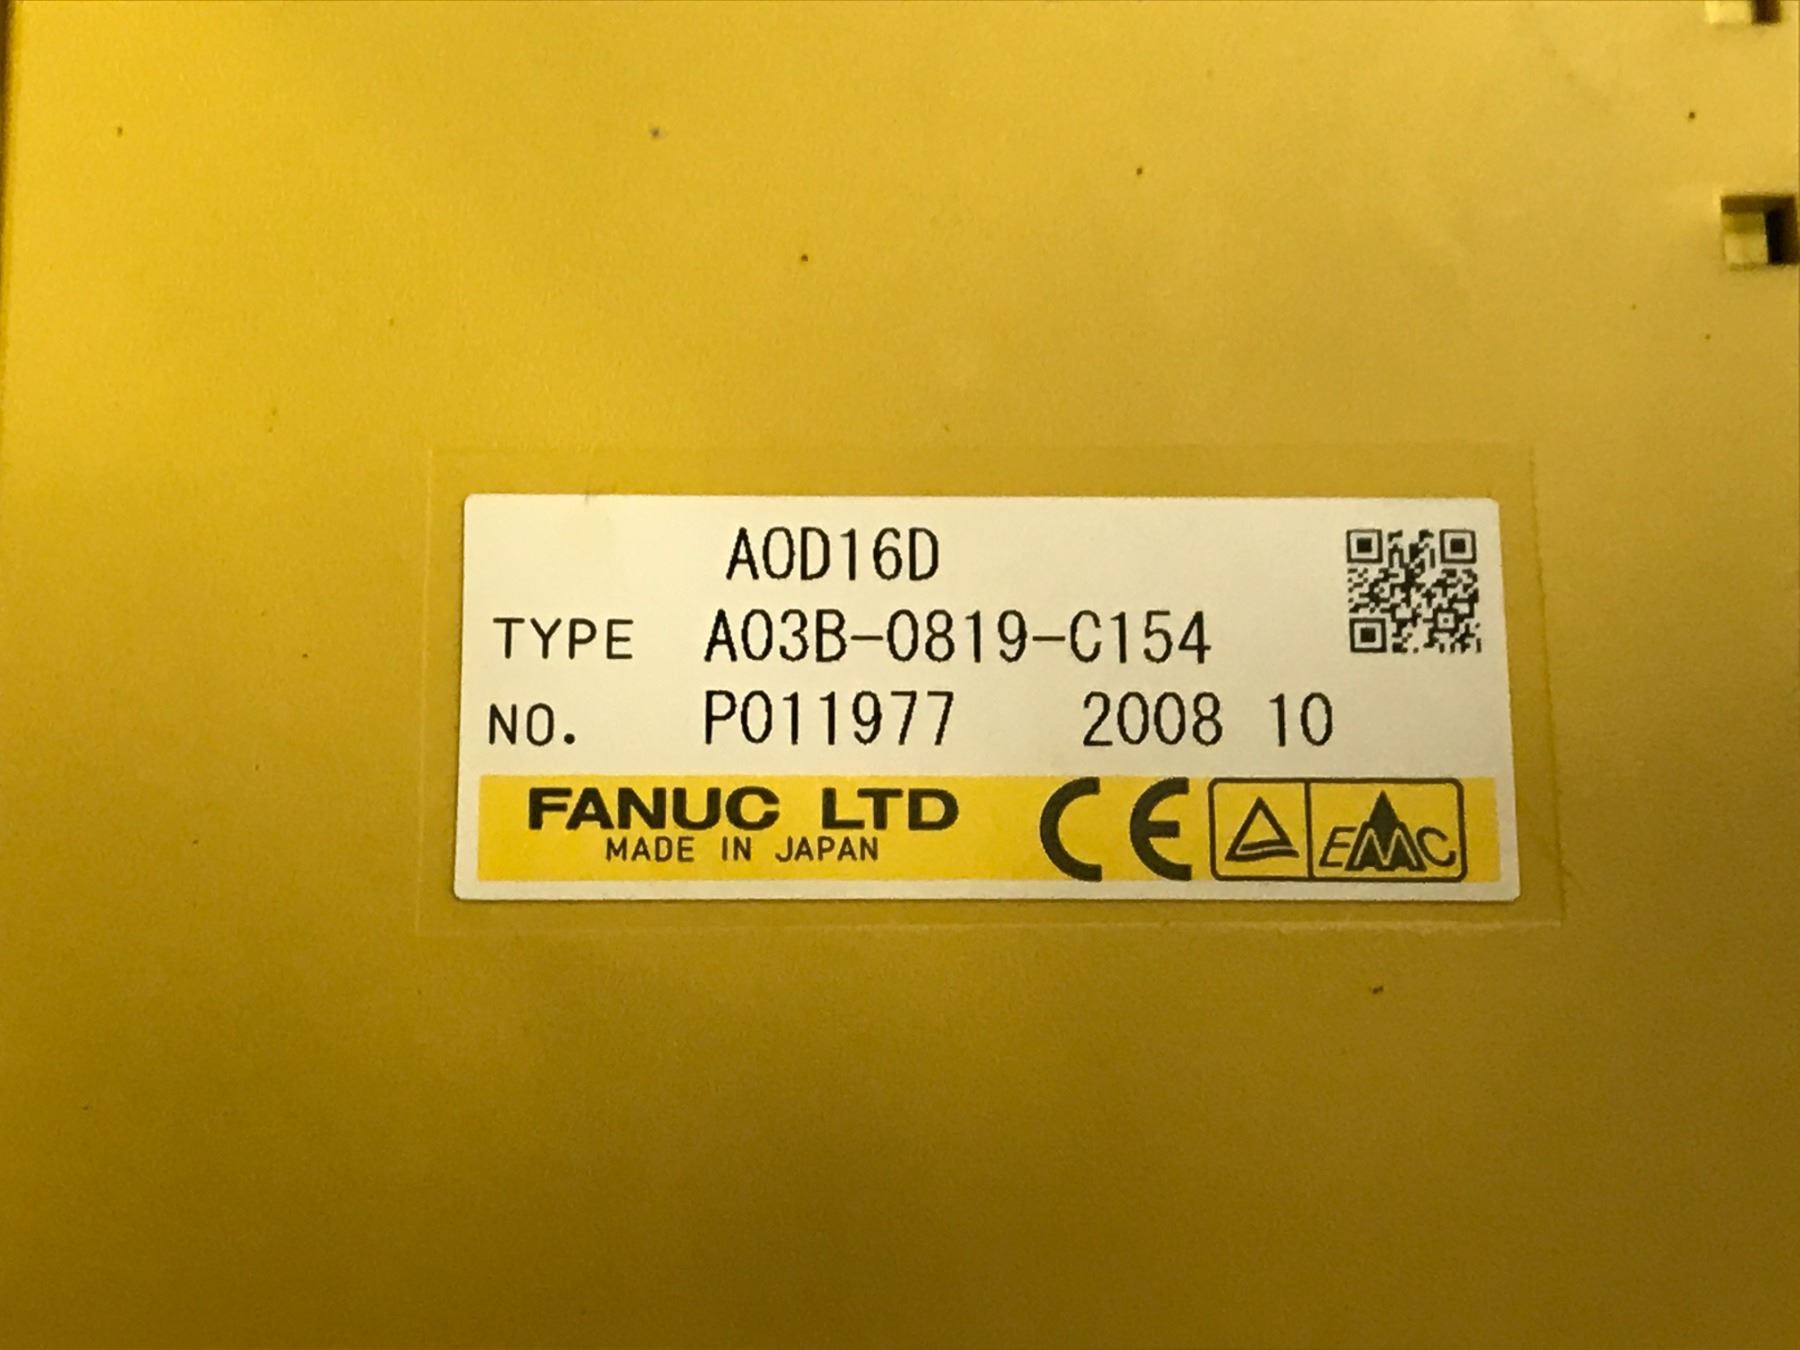 AOD16D
TYPE A03B-0819-C154
NO. P011977 2008 10
FANUC LTD
MADE IN JAPAN
CE
EMC